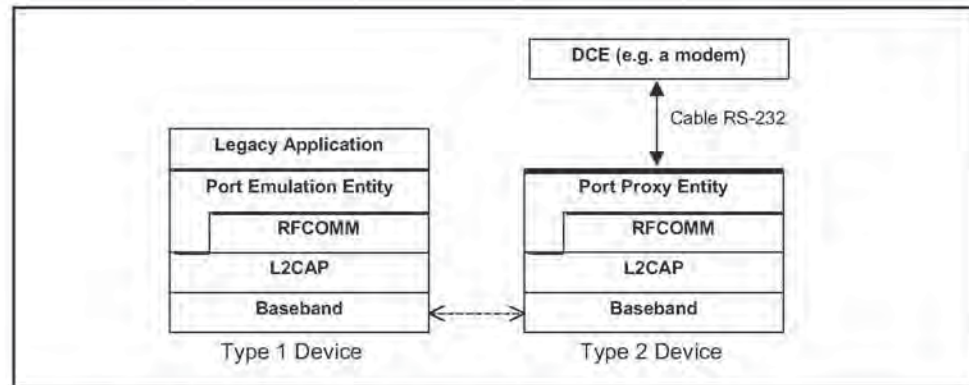 DCE (e.g. a modem)
Cable RS-232
Legacy Application
Port Emulation Entity
RFCOMM
L2CAP
Baseband
Type 1 Device
Port Proxy Entity
RFCOMM
L2CAP
Baseband
Type 2 Device